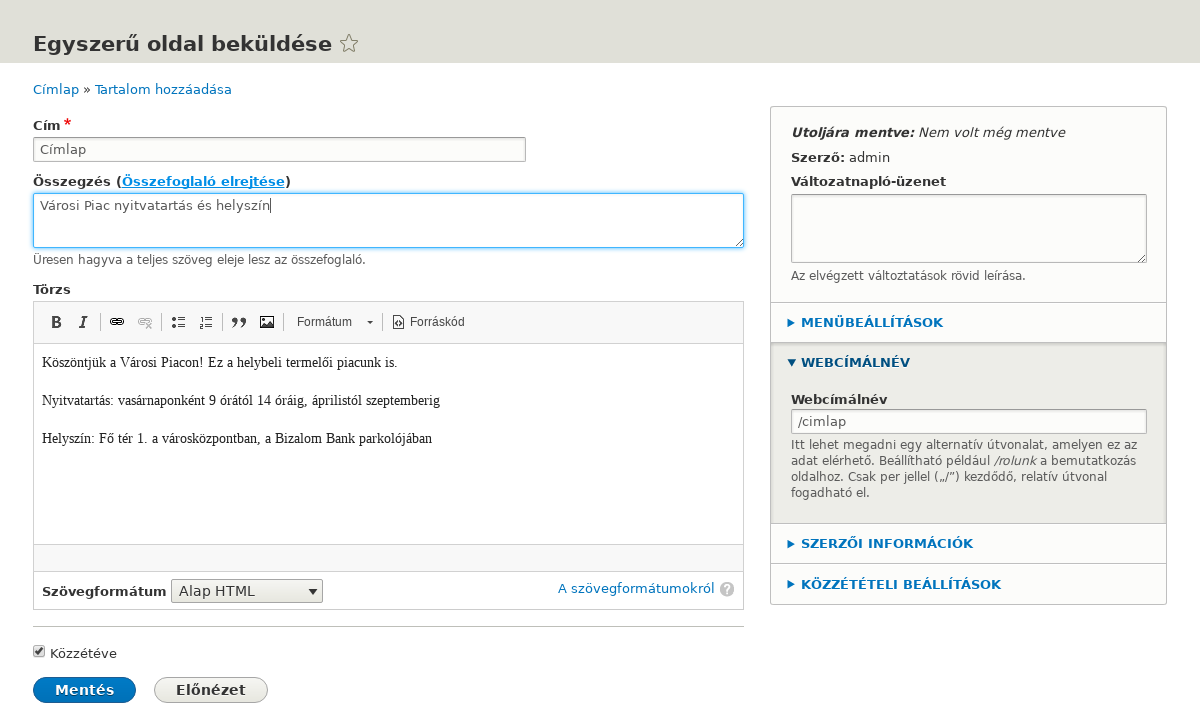 Egyszerű oldal beküldése
Címlap » Tartalom hozzáadása
Cím *
Címlap
Összegzés (Összefoglaló elrejtése)
Városi Piac nyitvatartás és helyszín
Üresen hagyva a teljes szöveg eleje lesz az összefoglaló.
Törzs
B I Formátum Forráskód
Köszöntjük a Városi Piacon! Ez a helybeli termelői piacunk is.
Nyitvatartás: vasárnaponként 9 órától 14 óráig, áprilistól szeptemberig
Helyszín: Fő tér 1. a városközpontban, a Bizalom Bank parkolójában
Szövegformátum Alap HTML A szövegformátumokról ?
Közzétéve
Mentés Előnézet
Utoljára mentve: Nem volt még mentve
Szerző: admin
Változatnapló-üzenet
Az elvégzett változtatások rövid leírása.
MENÜBEÁLLÍTÁSOK
WEBCÍMÁLNÉV
Webcímálnév
/cimlap
Itt lehet megadni egy alternatív útvonalat, amelyen ez az
adat elérhető. Beállítható például /rolunk a bemutatkozás
oldalhoz. Csak per jellel („/”) kezdődő, relatív útvonal
fogadható el.
SZERZŐI INFORMÁCIÓK
KÖZZÉTÉTELI BEÁLLÍTÁSOK